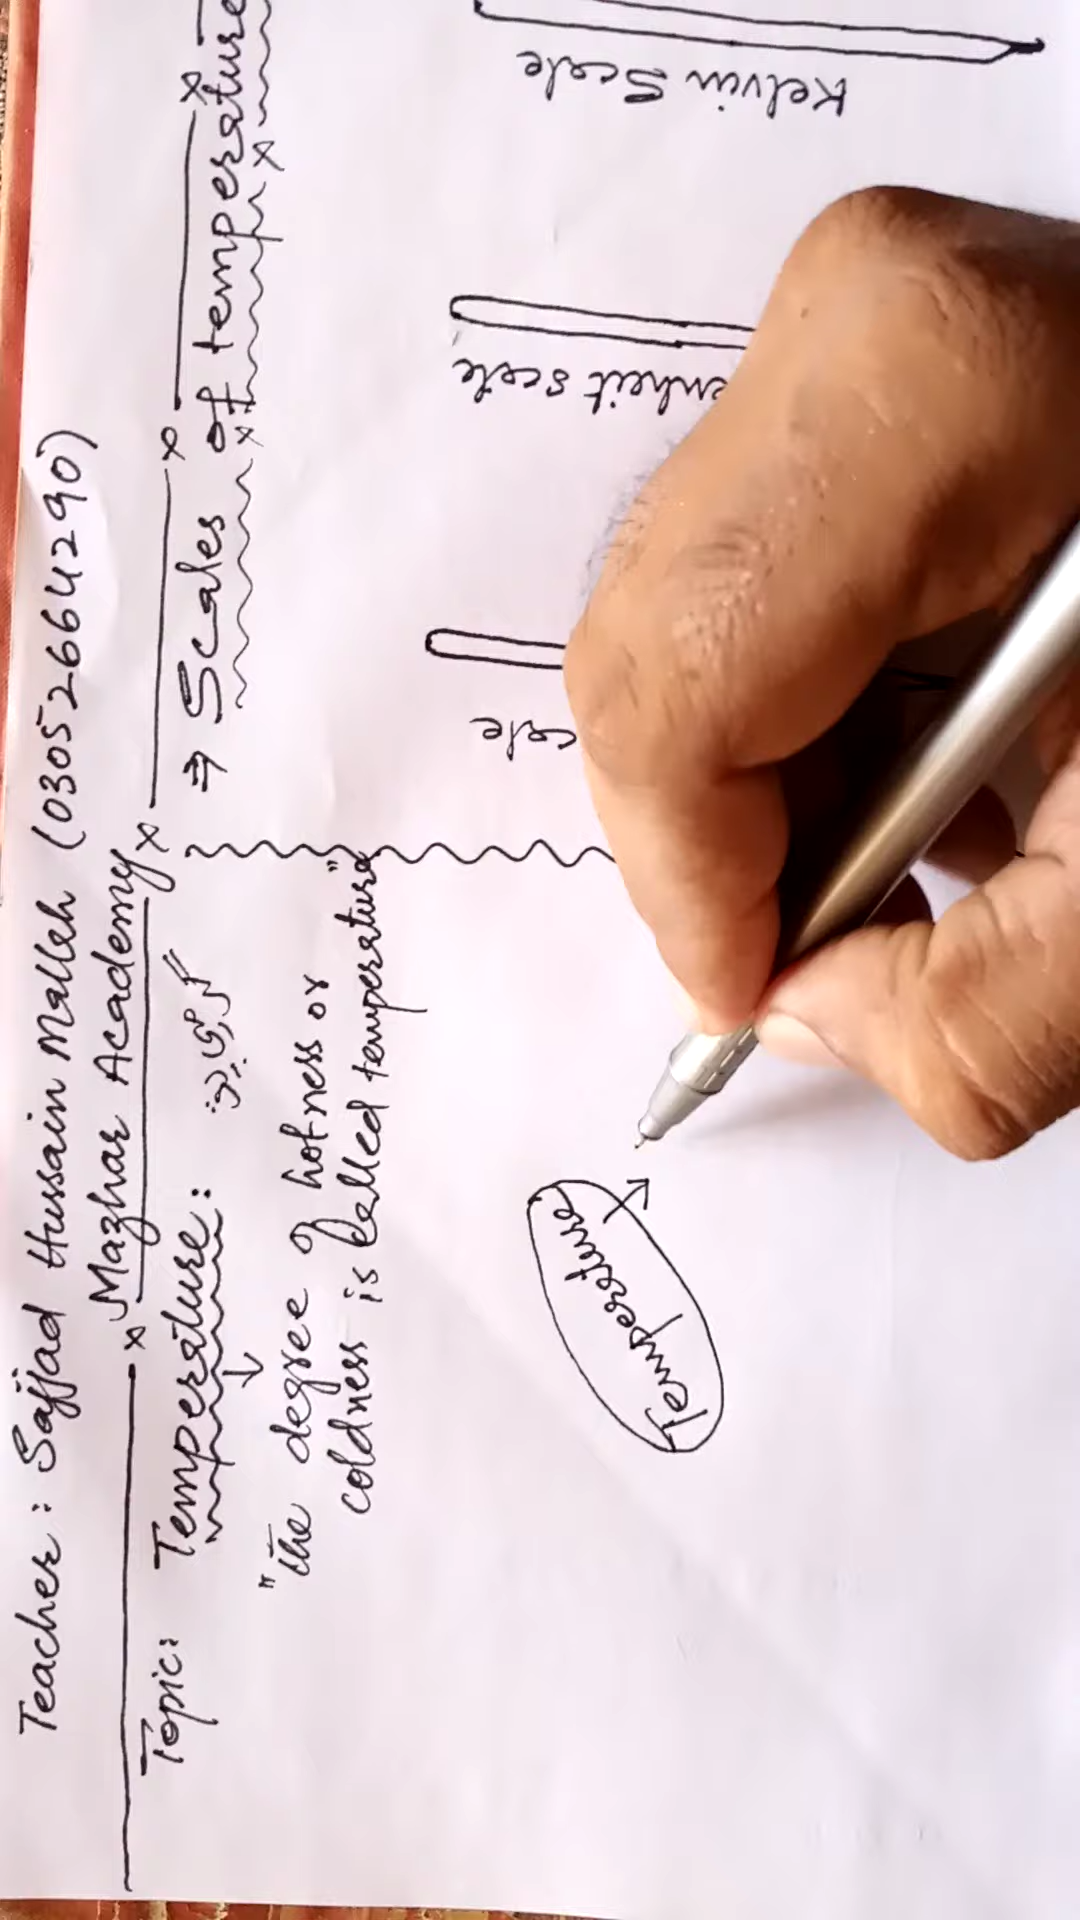 Teacher: Sajjad Hussain Malleh (03052664290)
Mazhar Academy
Topic: Temperature:
"The degree of hotness or
coldness is called temperature"
Temperature
⇒ Scales of temperature
cale
enheit scale
Kelvin Scale